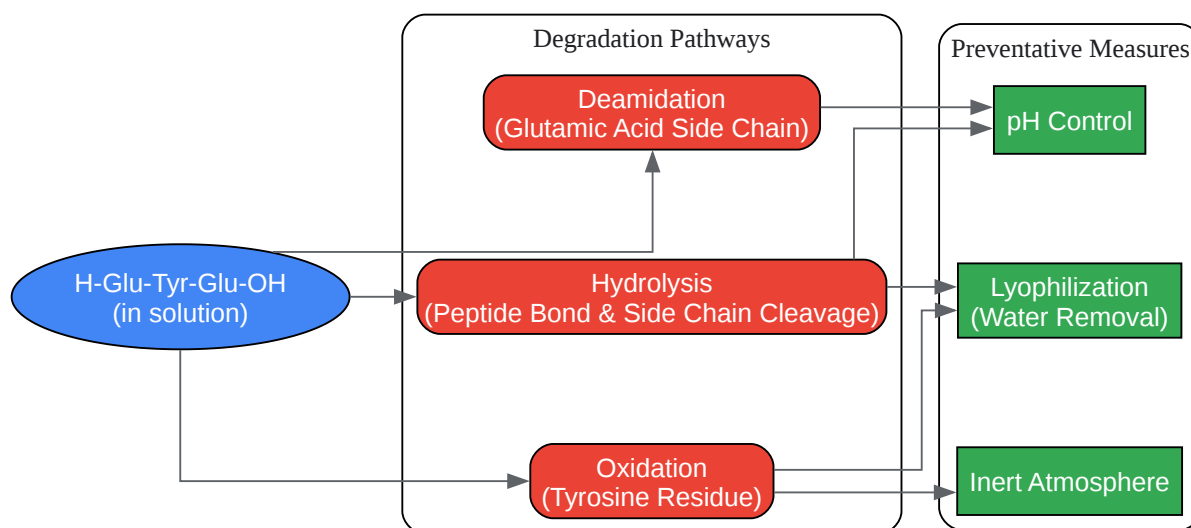 Degradation Pathways
Preventative Measures
Deamidation
(Glutamic Acid Side Chain)
pH Control
H-Glu-Tyr-Glu-OH
(in solution)
Hydrolysis
(Peptide Bond & Side Chain Cleavage)
Lyophilization
(Water Removal)
Oxidation
(Tyrosine Residue)
Inert Atmosphere